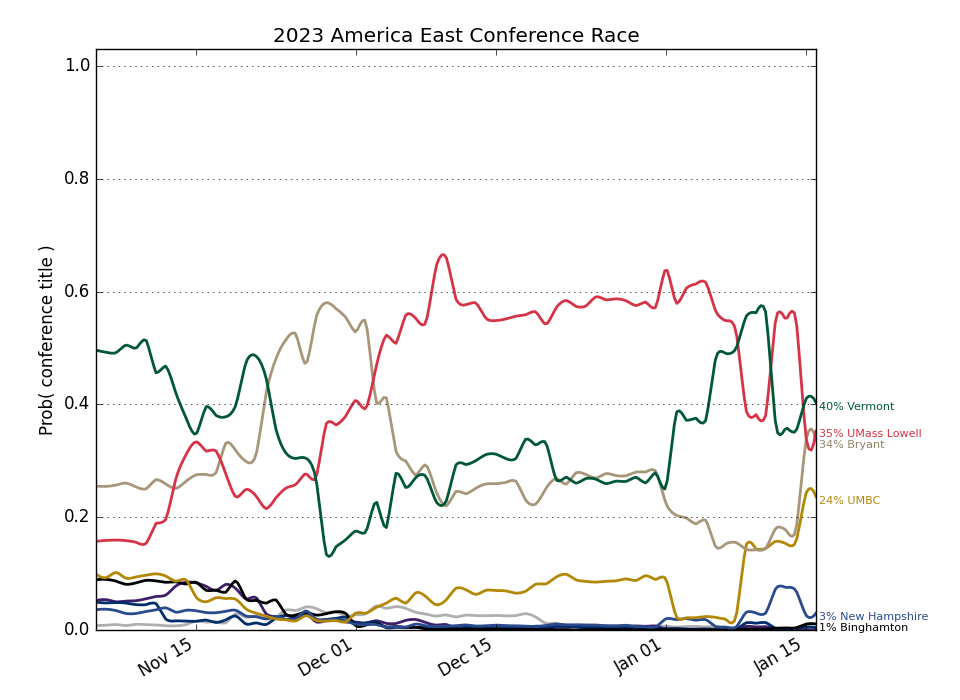 2023 America East Conference Race
Prob( conference title )
1.0
0.8
0.6
0.4
0.2
0.0
40% Vermont
35% UMass Lowell
34% Bryant
24% UMBC
3% New Hampshire
1% Binghamton
Nov 15
Dec 01
Dec 15
Jan 01
Jan 15